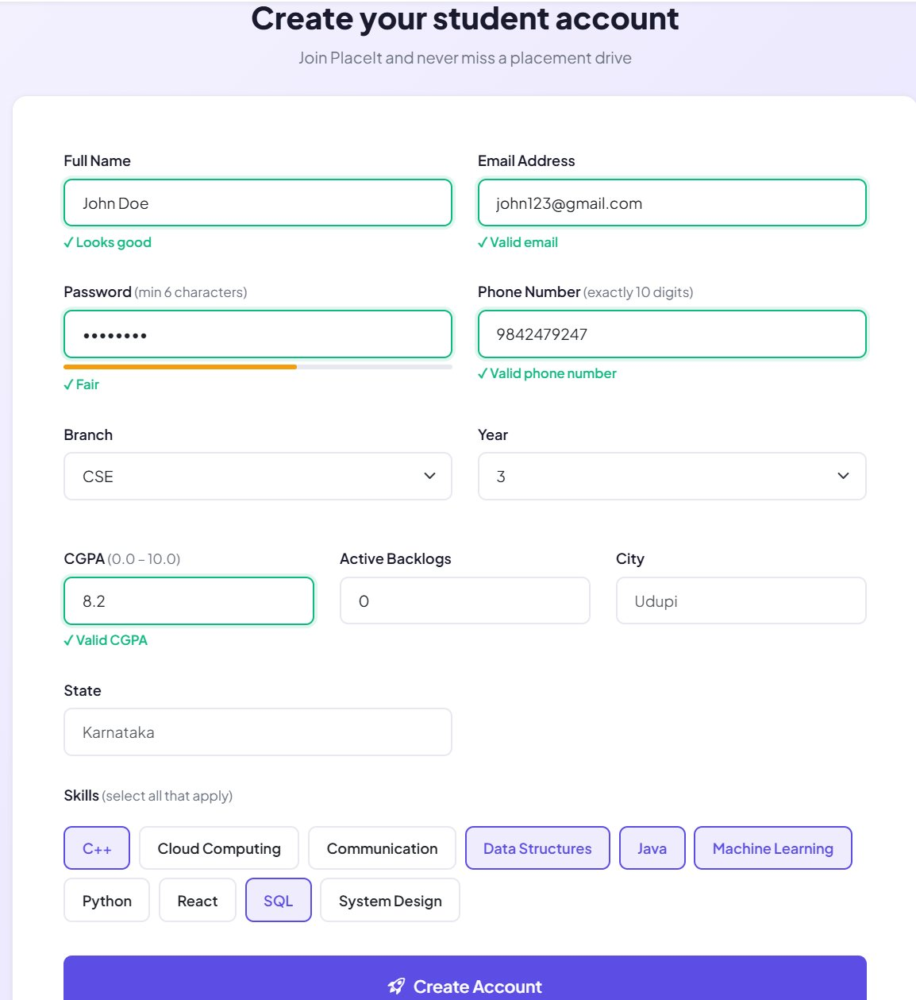 Create your student account
Join PlaceIt and never miss a placement drive
Full Name
Email Address
John Doe
john123@gmail.com
✓ Looks good
✓ Valid email
Password (min 6 characters)
Phone Number (exactly 10 digits)
••••••••
9842479247
✓ Fair
✓ Valid phone number
Branch
Year
CSE
3
CGPA (0.0 – 10.0)
Active Backlogs
City
8.2
0
Udupi
✓ Valid CGPA
State
Karnataka
Skills (select all that apply)
C++ Cloud Computing Communication Data Structures Java Machine Learning
Python React SQL System Design
Create Account